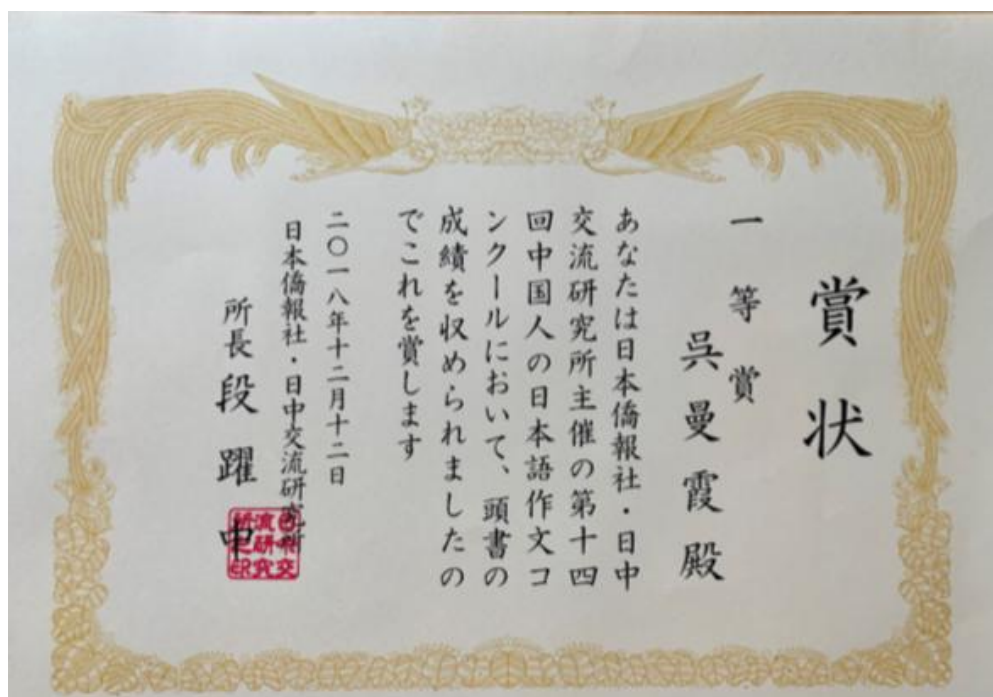 賞状
一等賞
呉曼霞殿
あなたは日本僑報社・日中
交流研究所主催の第十四
回中国人の日本語作文コ
ンクールにおいて、頭書の
成績を収められましたの
でこれを賞します
二〇一八年十二月十二日
日本僑報社・日中交流研究所
所長 段躍中